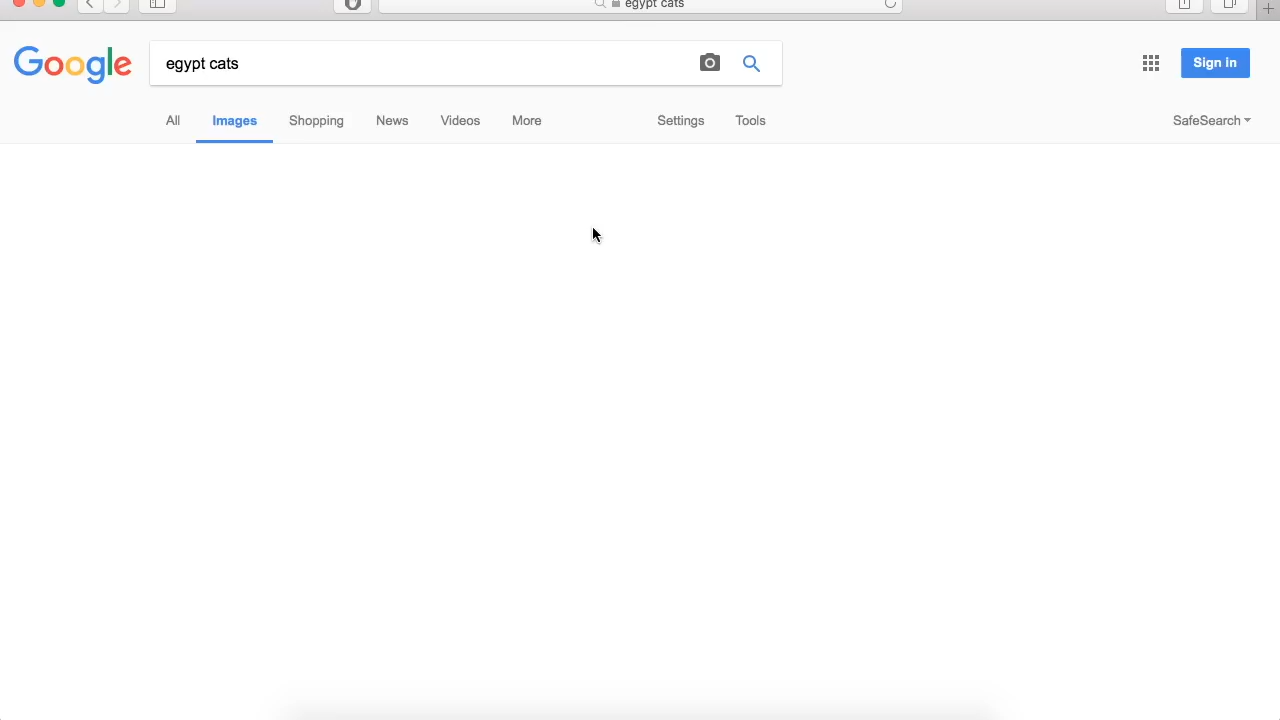 egypt cats
Google
egypt cats
Sign in
All Images Shopping News Videos More Settings Tools SafeSearch